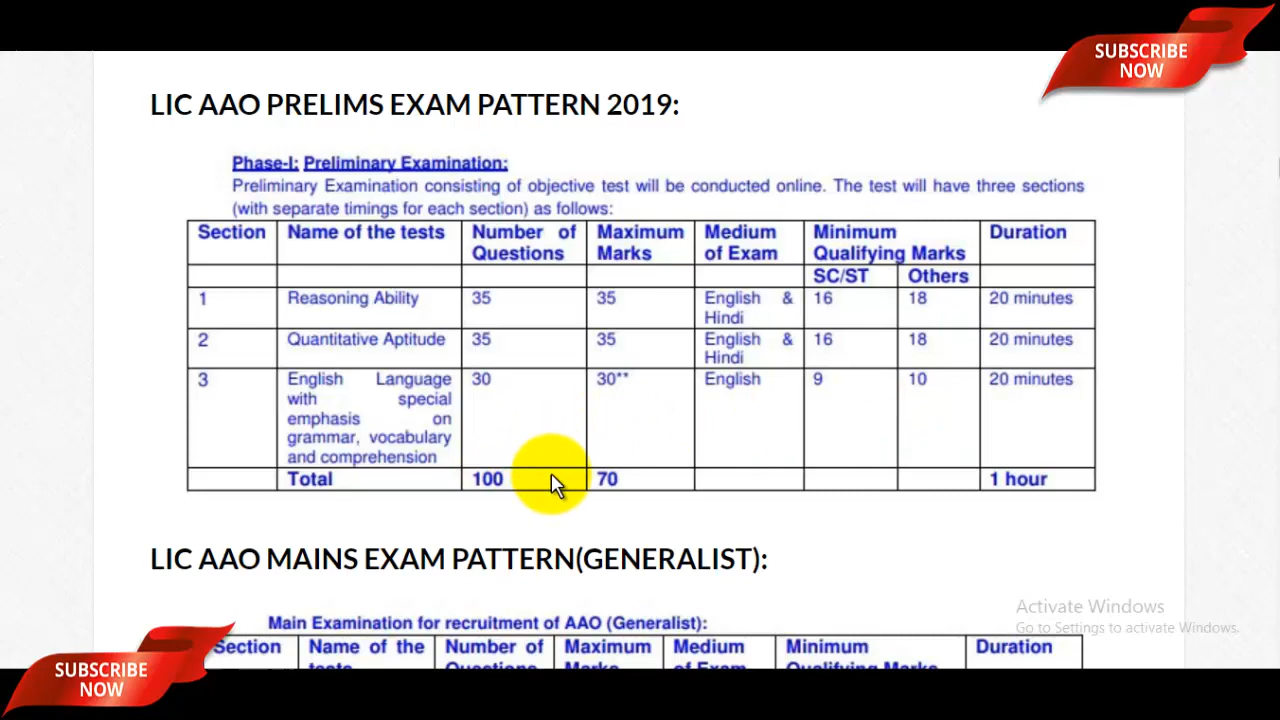 SUBSCRIBE
NOW
LIC AAO PRELIMS EXAM PATTERN 2019:
Phase-I: Preliminary Examination:
Preliminary Examination consisting of objective test will be conducted online. The test will have three sections
(with separate timings for each section) as follows:
Section Name of the tests Number of Maximum Medium Minimum Duration
Questions Marks of Exam Qualifying Marks
SC/ST Others
1 Reasoning Ability 35 35 English & 16 18 20 minutes
Hindi
2 Quantitative Aptitude 35 35 English & 16 18 20 minutes
Hindi
3 English Language 30 30** English 9 10 20 minutes
with special
emphasis on
grammar, vocabulary
and comprehension
Total 100 70 1 hour
LIC AAO MAINS EXAM PATTERN(GENERALIST):
Activate Windows
Go to Settings to activate Windows.
Main Examination for recruitment of AAO (Generalist):
Section Name of the Number of Maximum Medium Minimum Duration
tests Questions Marks of Exam Qualifying Marks
SUBSCRIBE
NOW